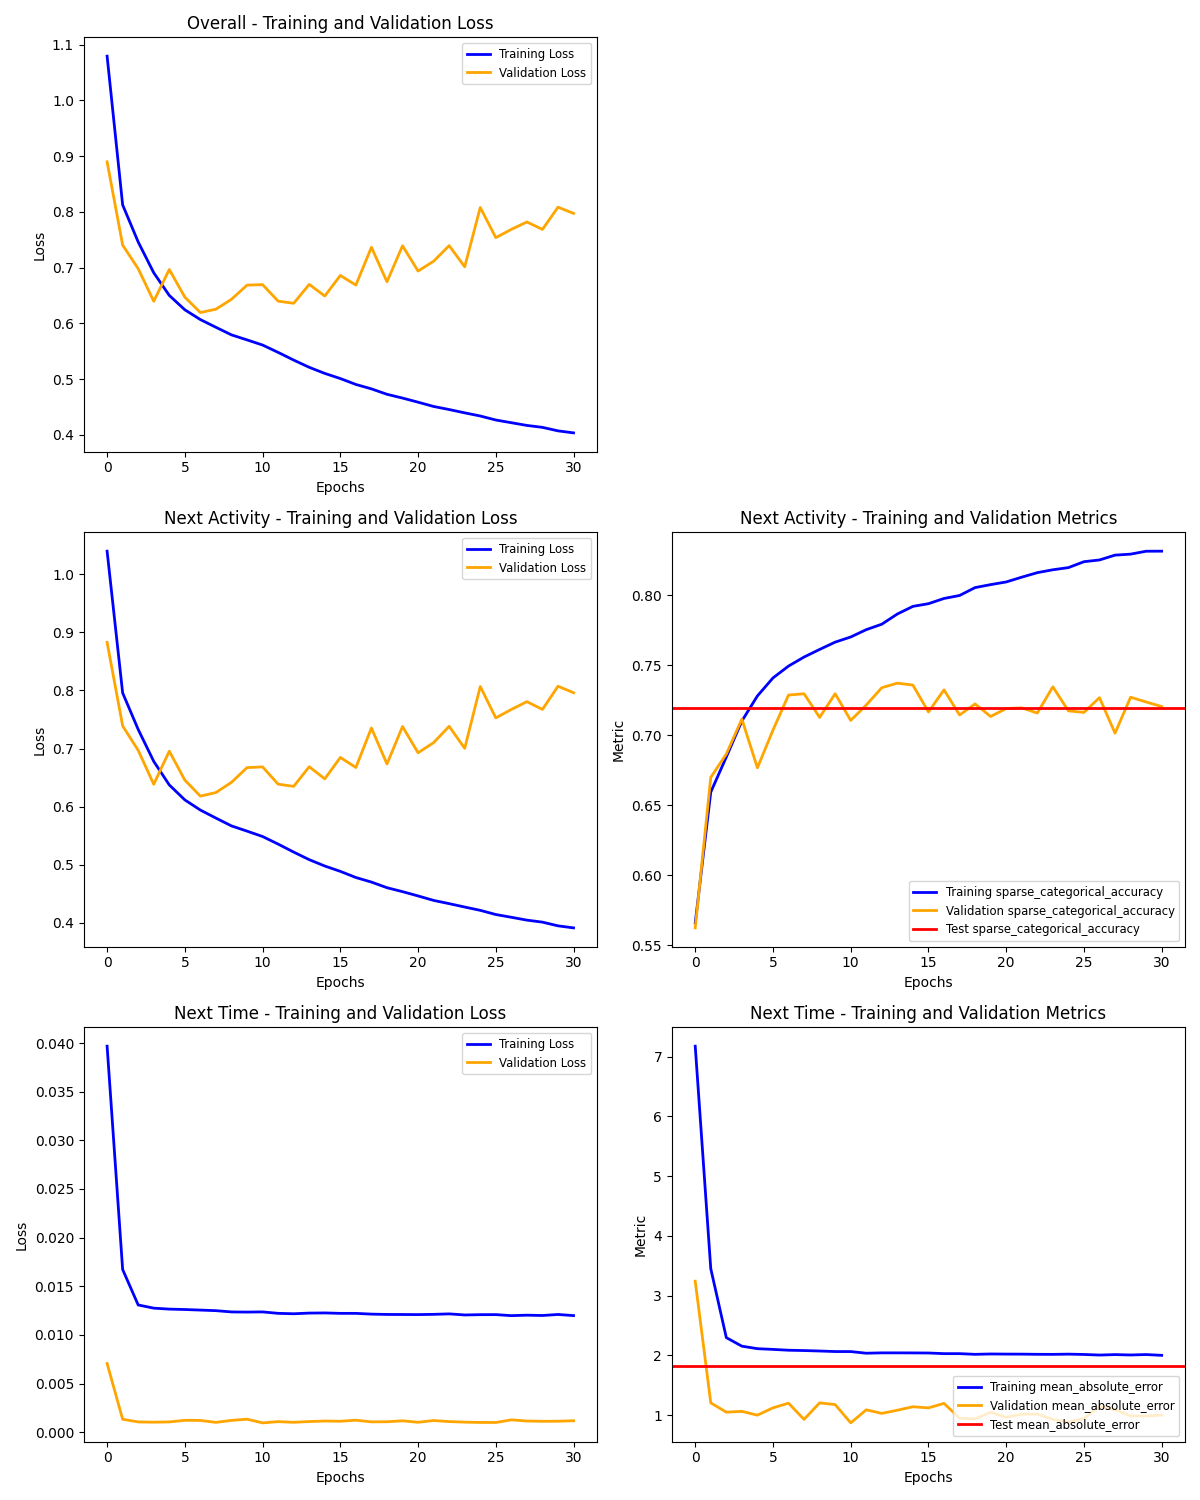 Overall - Training and Validation Loss
Training Loss
Validation Loss
1.1
1.0
0.9
0.8
0.7
0.6
0.5
0.4
Loss
0 5 10 15 20 25 30
Epochs
Next Activity - Training and Validation Loss
Training Loss
Validation Loss
1.0
0.9
0.8
0.7
0.6
0.5
0.4
Loss
0 5 10 15 20 25 30
Epochs
Next Activity - Training and Validation Metrics
0.80
0.75
0.70
0.65
0.60
0.55
Metric
Training sparse_categorical_accuracy
Validation sparse_categorical_accuracy
Test sparse_categorical_accuracy
0 5 10 15 20 25 30
Epochs
Next Time - Training and Validation Loss
Training Loss
Validation Loss
0.040
0.035
0.030
0.025
0.020
0.015
0.010
0.005
0.000
Loss
0 5 10 15 20 25 30
Epochs
Next Time - Training and Validation Metrics
7
6
5
4
3
2
1
Metric
Training mean_absolute_error
Validation mean_absolute_error
Test mean_absolute_error
0 5 10 15 20 25 30
Epochs